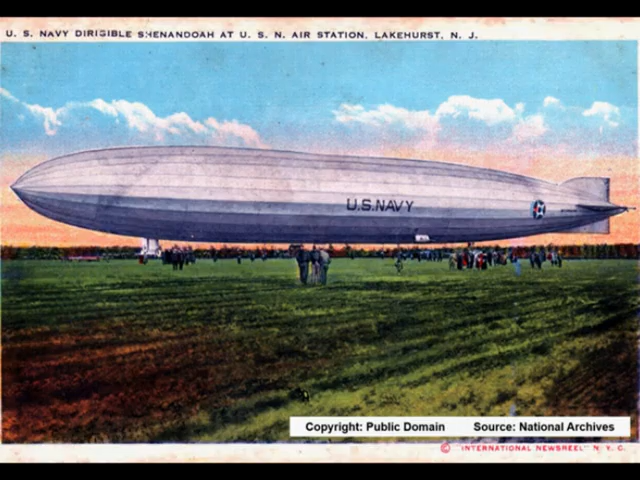 U. S. NAVY DIRIGIBLE SHENANDOAH AT U. S. N. AIR STATION, LAKEHURST, N. J.
U.S.NAVY
Copyright: Public Domain Source: National Archives
© "INTERNATIONAL NEWSREEL" N. Y. C.